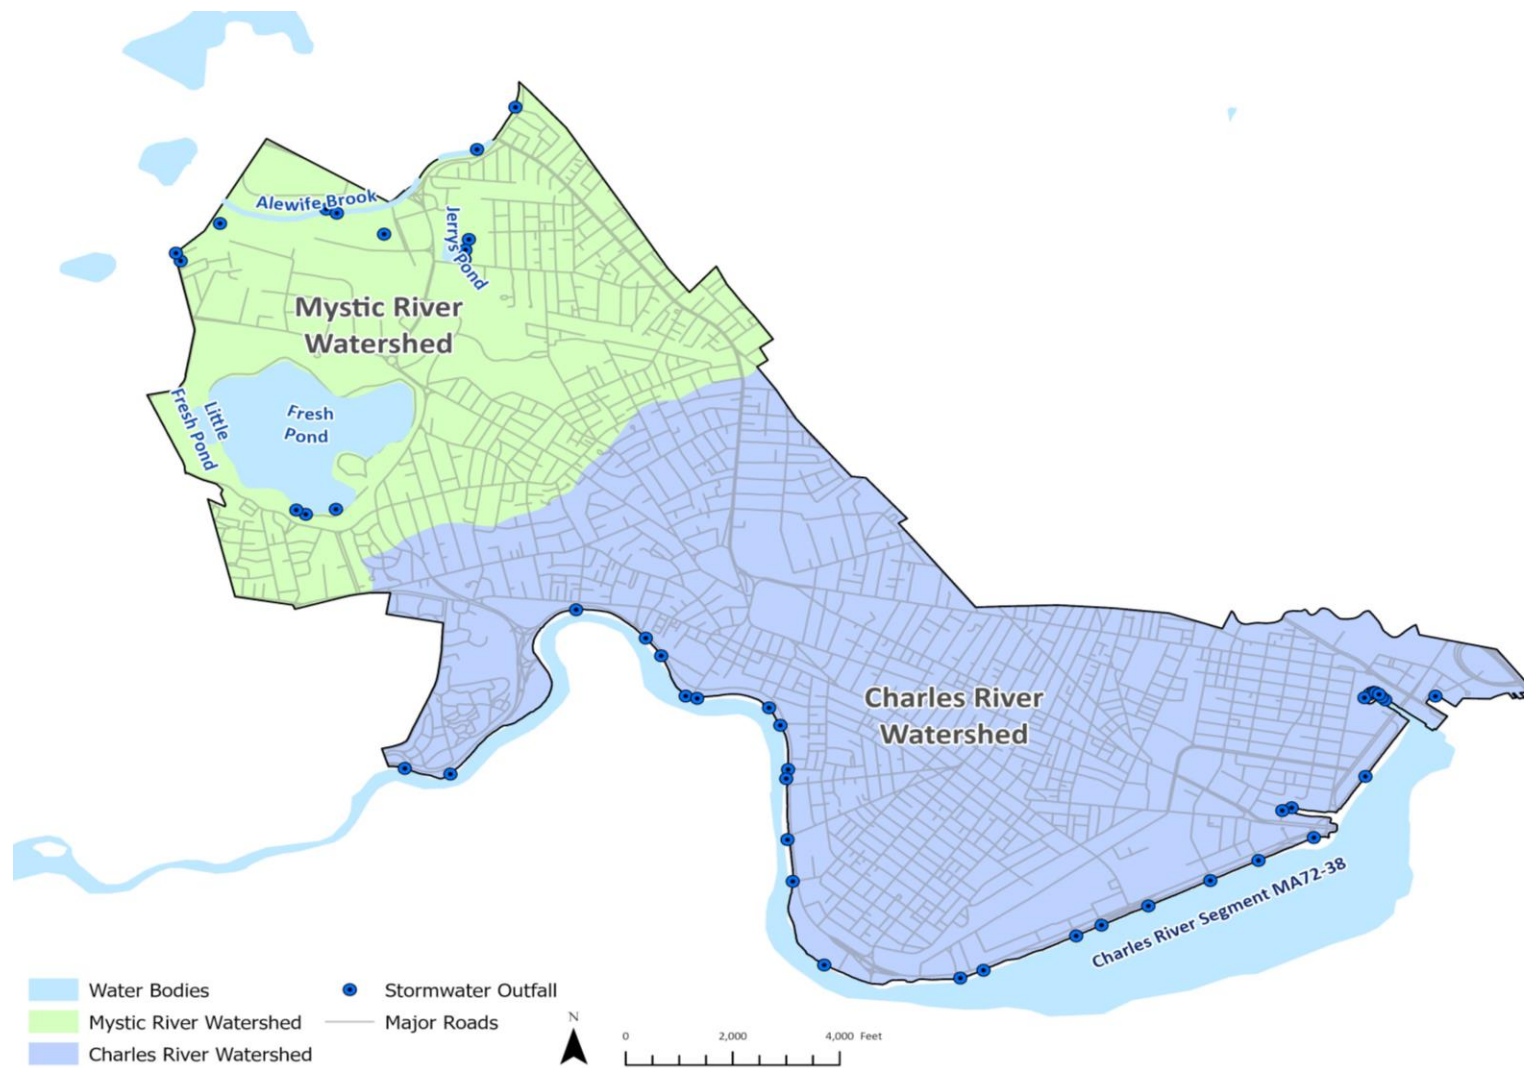 Alewife Brook
Jerrys Pond
Mystic River
Watershed
Little
Fresh Pond
Fresh
Pond
Charles River
Watershed
Charles River Segment MA72-38
Water Bodies
Mystic River Watershed
Charles River Watershed
Stormwater Outfall
Major Roads
N
0 2,000 4,000 Feet